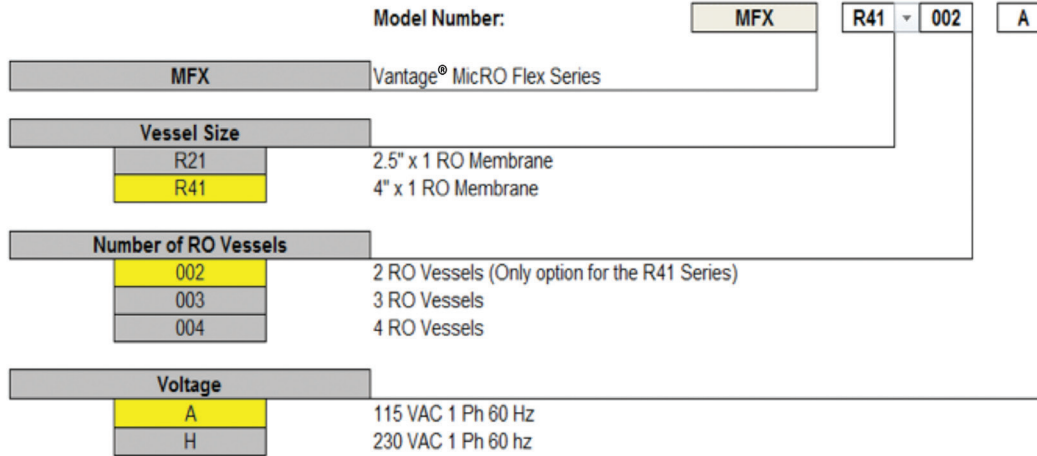 Model Number: MFX R41 - 002 A
MFX Vantage® MicRO Flex Series
Vessel Size
R21 2.5" x 1 RO Membrane
R41 4" x 1 RO Membrane
Number of RO Vessels
002 2 RO Vessels (Only option for the R41 Series)
003 3 RO Vessels
004 4 RO Vessels
Voltage
A 115 VAC 1 Ph 60 Hz
H 230 VAC 1 Ph 60 hz